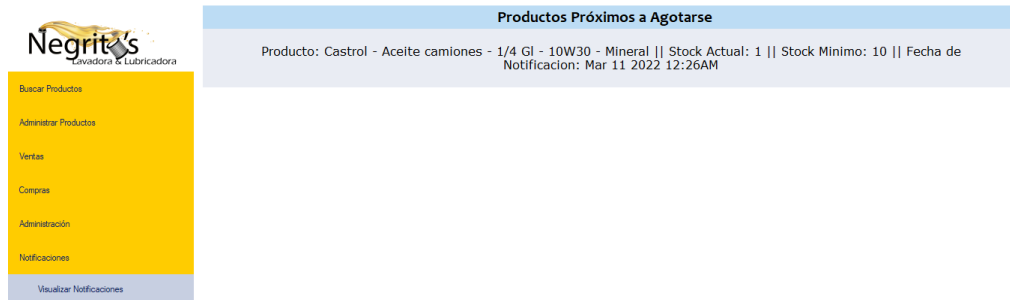 Negrito's
Lavadora & Lubricadora
Buscar Productos
Administrar Productos
Ventas
Compras
Administración
Notificaciones
Visualizar Notificaciones
Productos Próximos a Agotarse
Producto: Castrol - Aceite camiones - 1/4 Gl - 10W30 - Mineral || Stock Actual: 1 || Stock Minimo: 10 || Fecha de
Notificacion: Mar 11 2022 12:26AM